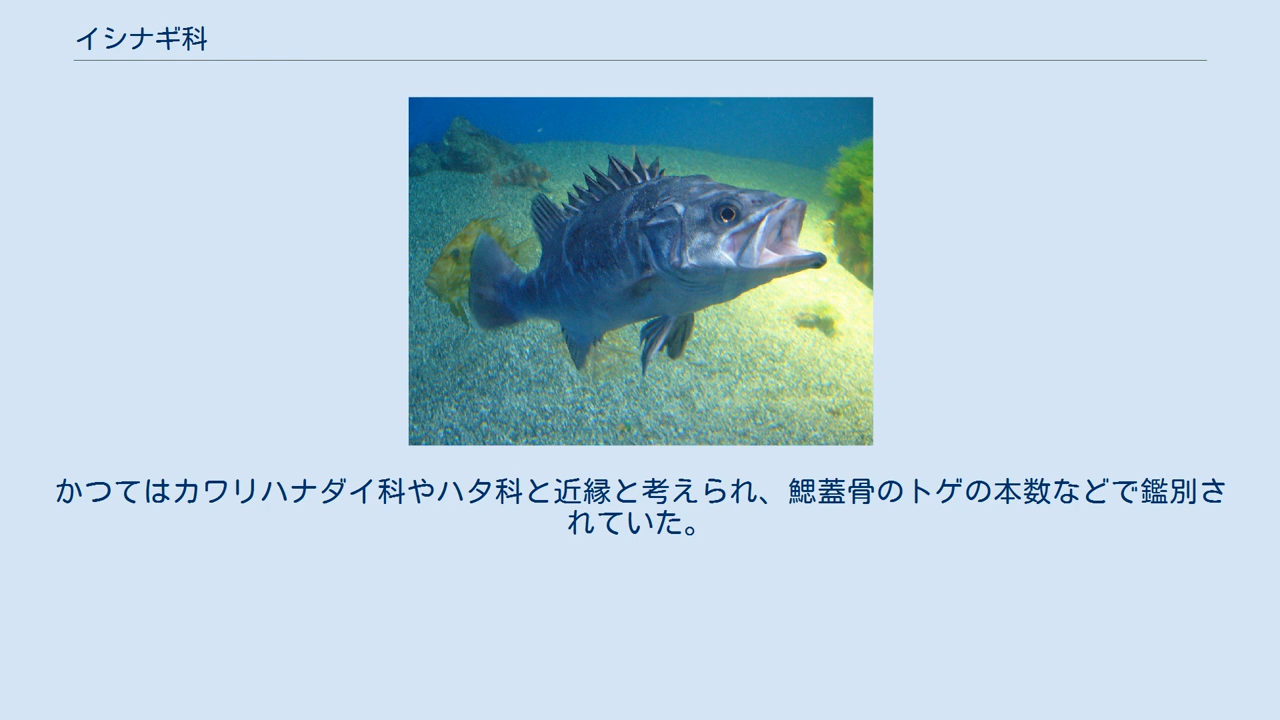 イシナギ科
かつてはカワリハナダイ科やハタ科と近縁と考えられ、鰓蓋骨のトゲの本数などで鑑別さ
れていた。